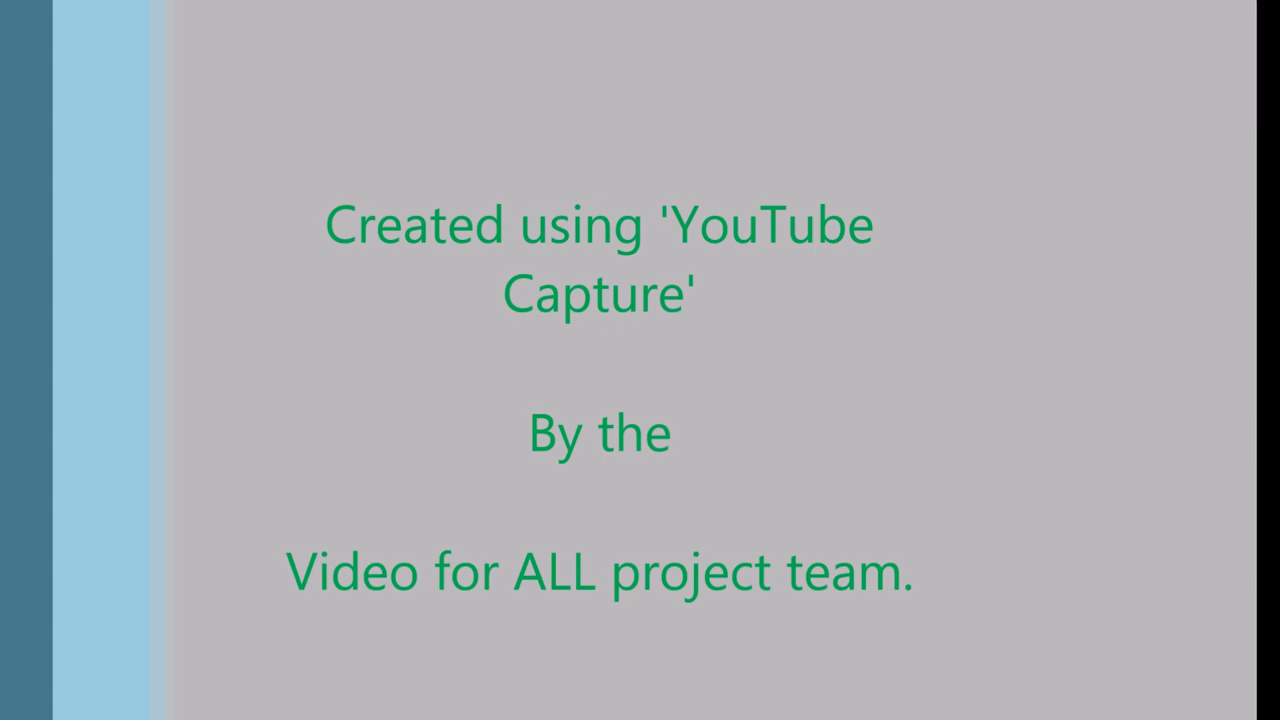 Created using 'YouTube
Capture'
By the
Video for ALL project team.